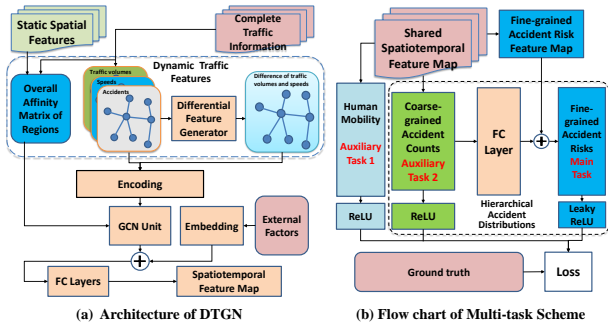 Static Spatial
Features
Complete
Traffic
Information
Traffic volumes
Speeds ...
Accidents
Dynamic Traffic
Features
Difference of traffic
volumes and speeds
Overall
Affinity
Matrix of
Regions
Differential
Feature
Generator
Encoding
GCN Unit
Embedding
External
Factors
FC Layers
Spatiotemporal
Feature Map
(a) Architecture of DTGN
Shared
Spatiotemporal
Feature Map
Fine-grained
Accident Risk
Feature Map
Human
Mobility
Auxiliary
Task 1
Coarse-
grained
Accident
Counts
Auxiliary
Task 2
FC
Layer
Fine-
grained
Accident
Risks
Main
Task
Hierarchical
Accident
Distributions
ReLU
ReLU
Leaky
ReLU
Ground truth
Loss
(b) Flow chart of Multi-task Scheme